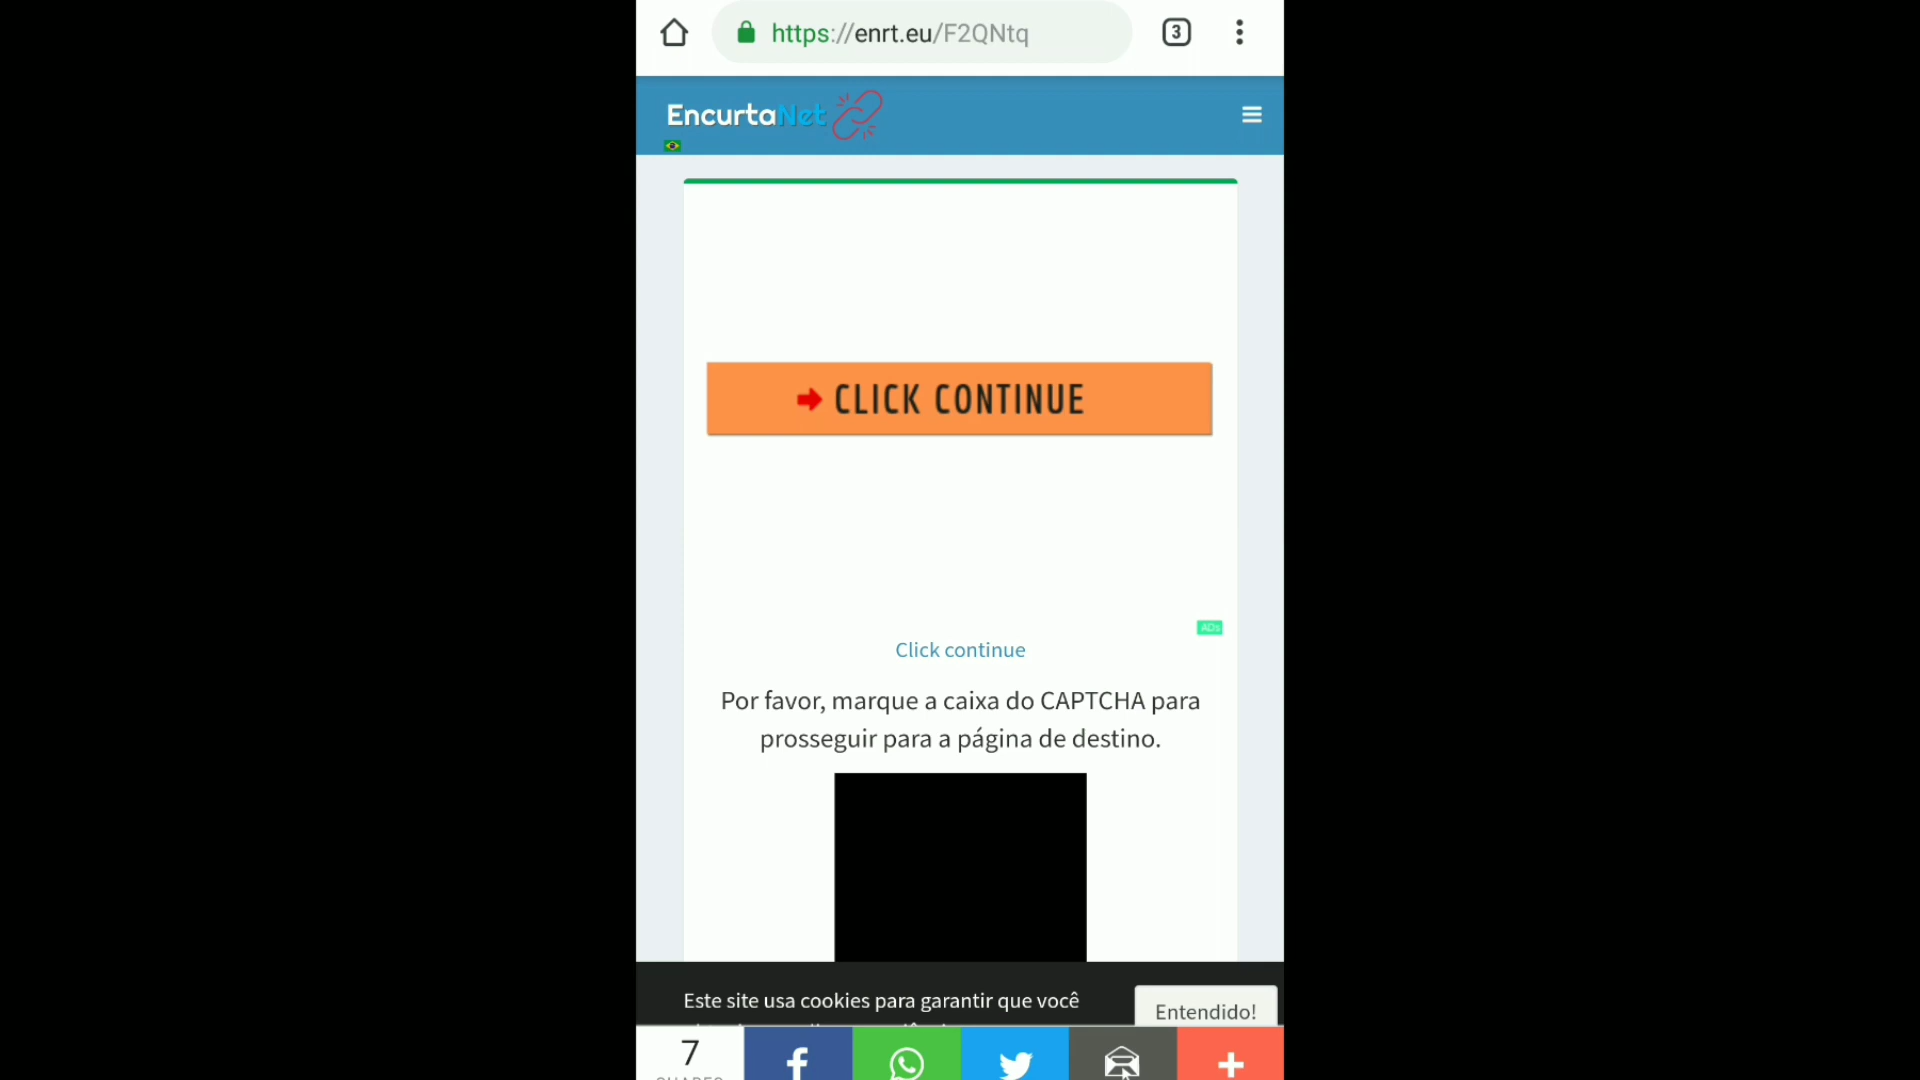 3
https://enrt.eu/F2QNtq
EncurtaNet
CLICK CONTINUE
ADs
Click continue
Por favor, marque a caixa do CAPTCHA para
prosseguir para a página de destino.
Este site usa cookies para garantir que você
Entendido!
7